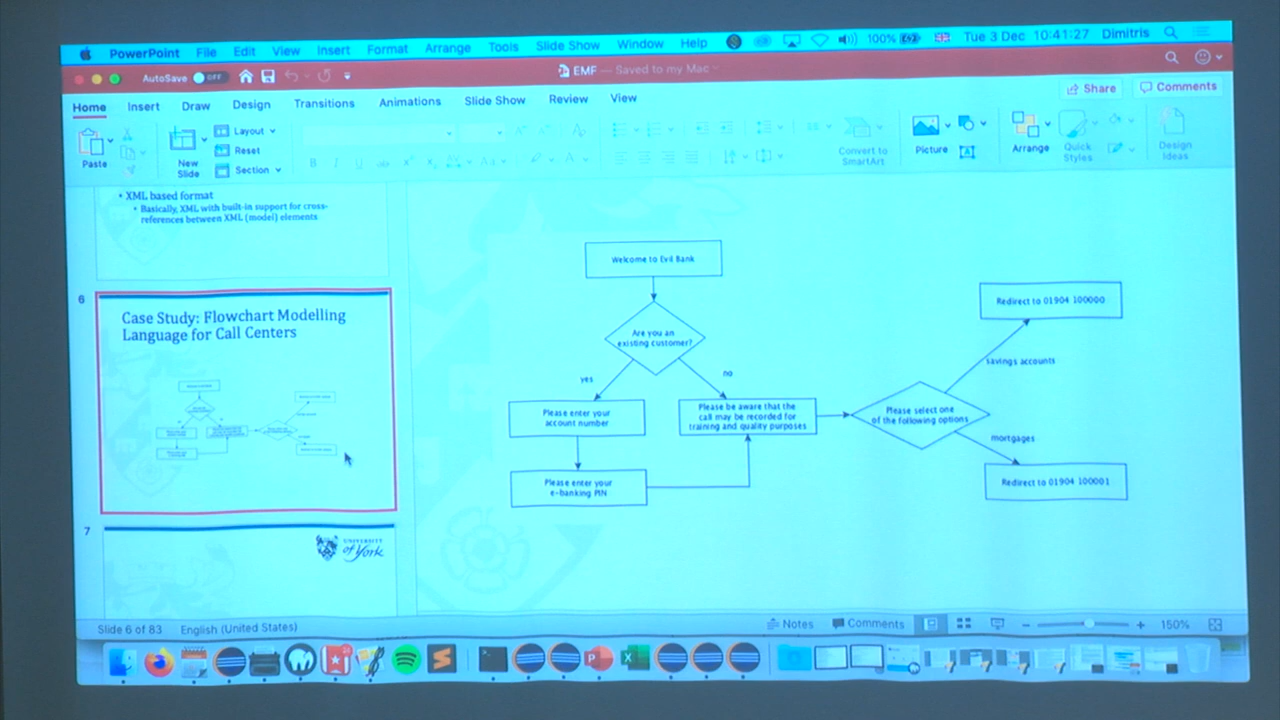 PowerPoint File Edit View Insert Format Arrange Tools Slide Show Window Help 100% Tue 3 Dec 10:41:27 Dimitris
AutoSave OFF EMF — Saved to my Mac
Home Insert Draw Design Transitions Animations Slide Show Review View Share Comments
Paste
New
Slide
Layout
Reset
Section
Convert to
SmartArt
Picture
Arrange
Quick
Styles
Design
Ideas
• XML based format
• Basically, XML with built-in support for cross-
references between XML (model) elements
6
Case Study: Flowchart Modelling
Language for Call Centers
7
UNIVERSITY
of York
Welcome to Evil Bank
Are you an
existing customer?
yes
no
Please enter your
account number
Please enter your
e-banking PIN
Please be aware that the
call may be recorded for
training and quality purposes
Please select one
of the following options
savings accounts
Redirect to 01904 100000
mortgages
Redirect to 01904 100001
Slide 6 of 83 English (United States) Notes Comments 150%